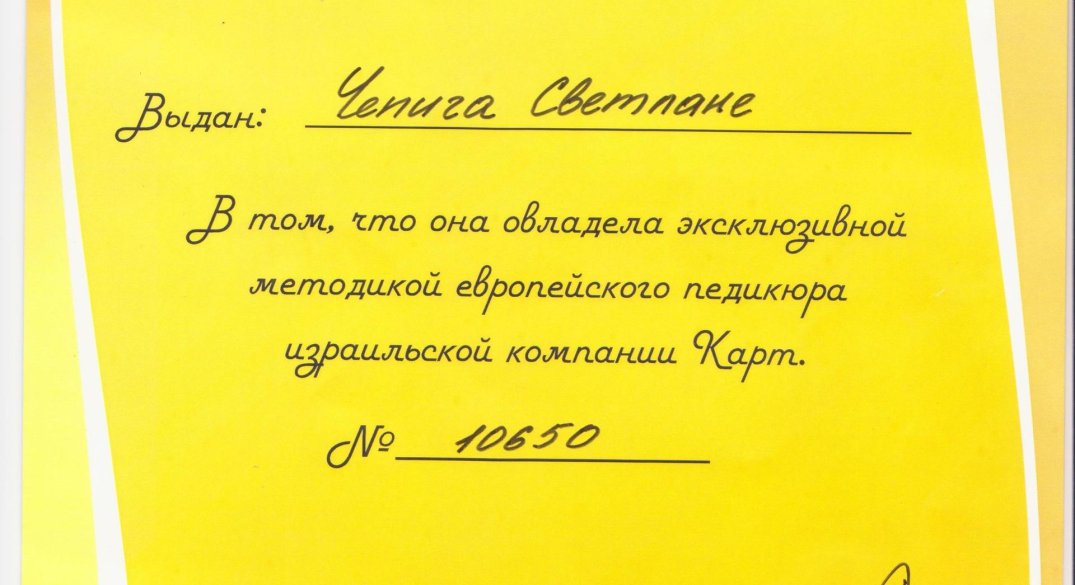 Выдан: Чепига Светлане
В том, что она овладела эксклюзивной
методикой европейского педикюра
израильской компании Карт.
№ 10650